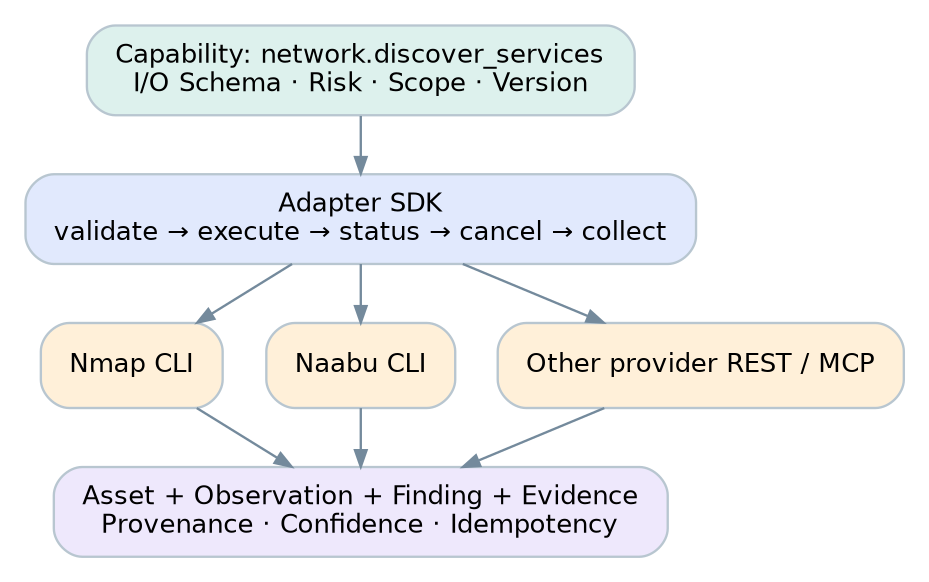 Capability: network.discover_services
I/O Schema · Risk · Scope · Version
Adapter SDK
validate → execute → status → cancel → collect
Nmap CLI
Naabu CLI
Other provider REST / MCP
Asset + Observation + Finding + Evidence
Provenance · Confidence · Idempotency